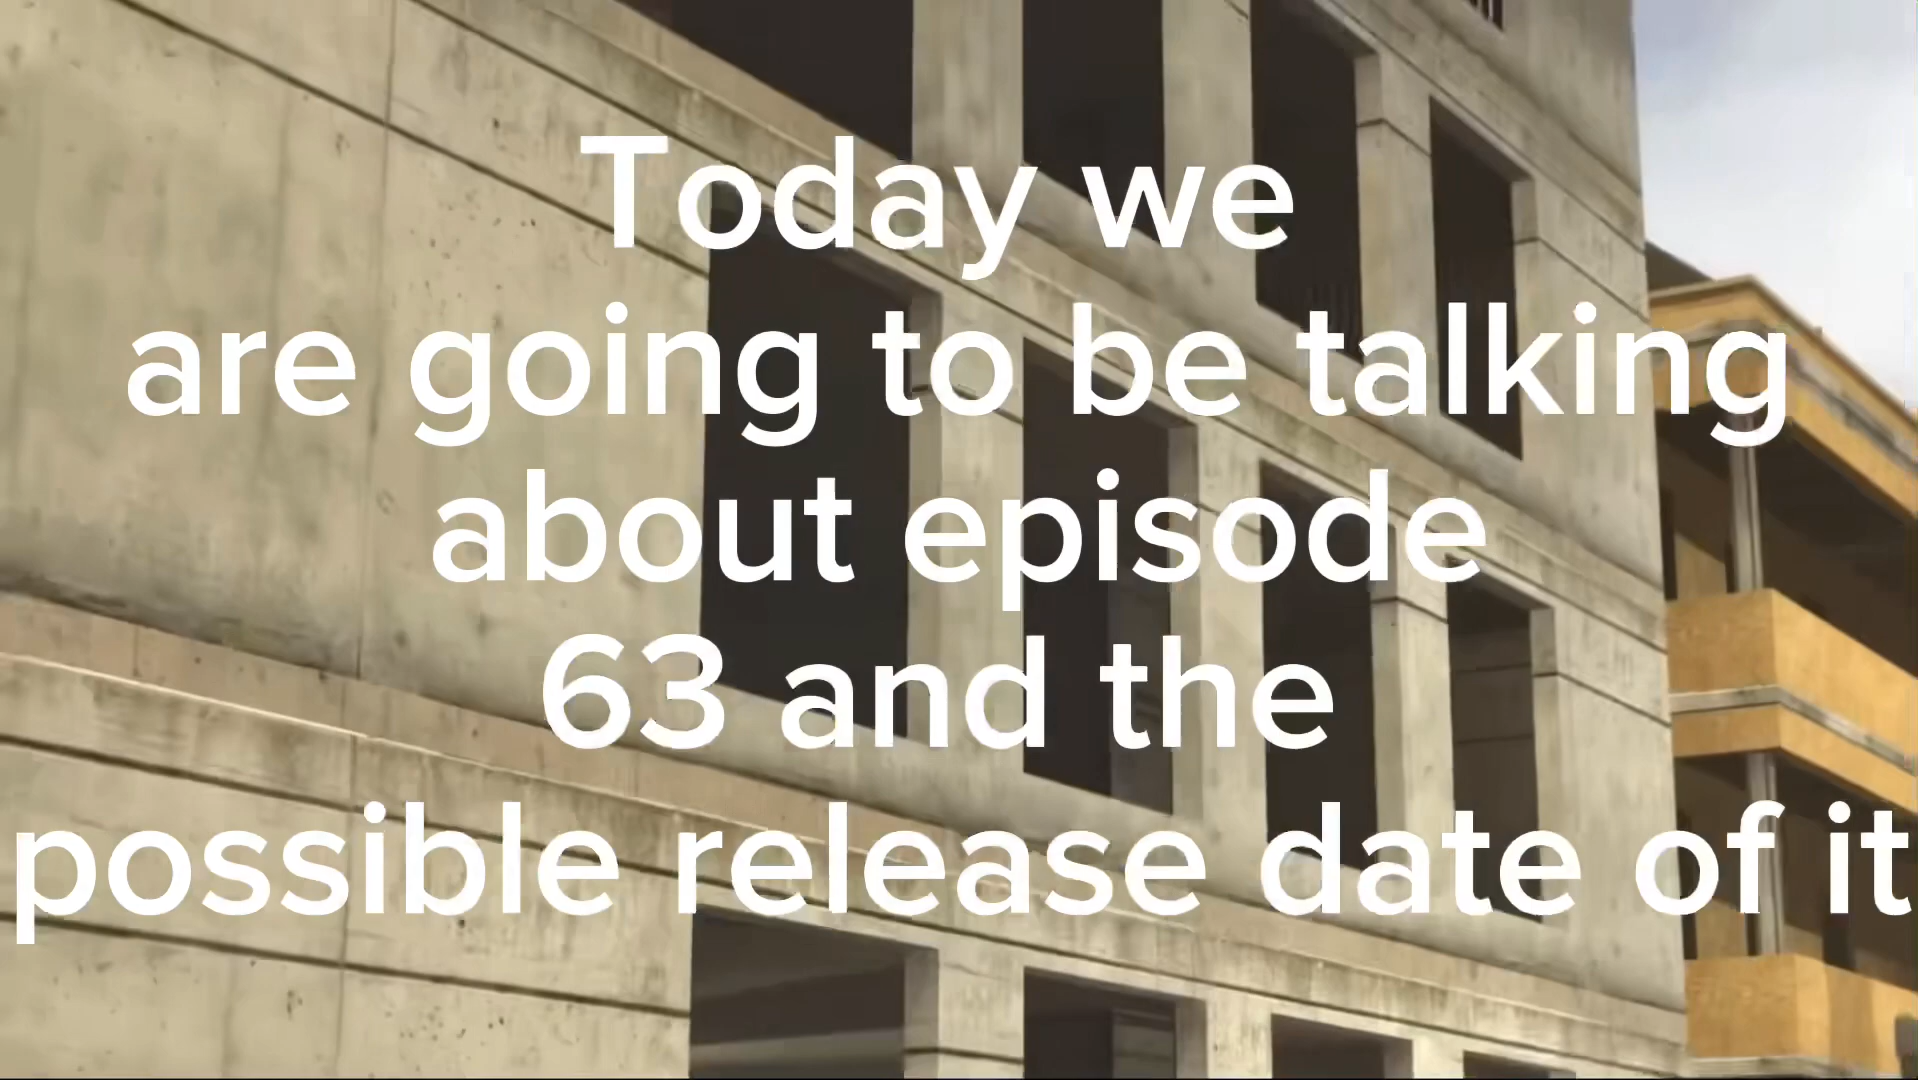 Today we
are going to be talking
about episode
63 and the
possible release date of it